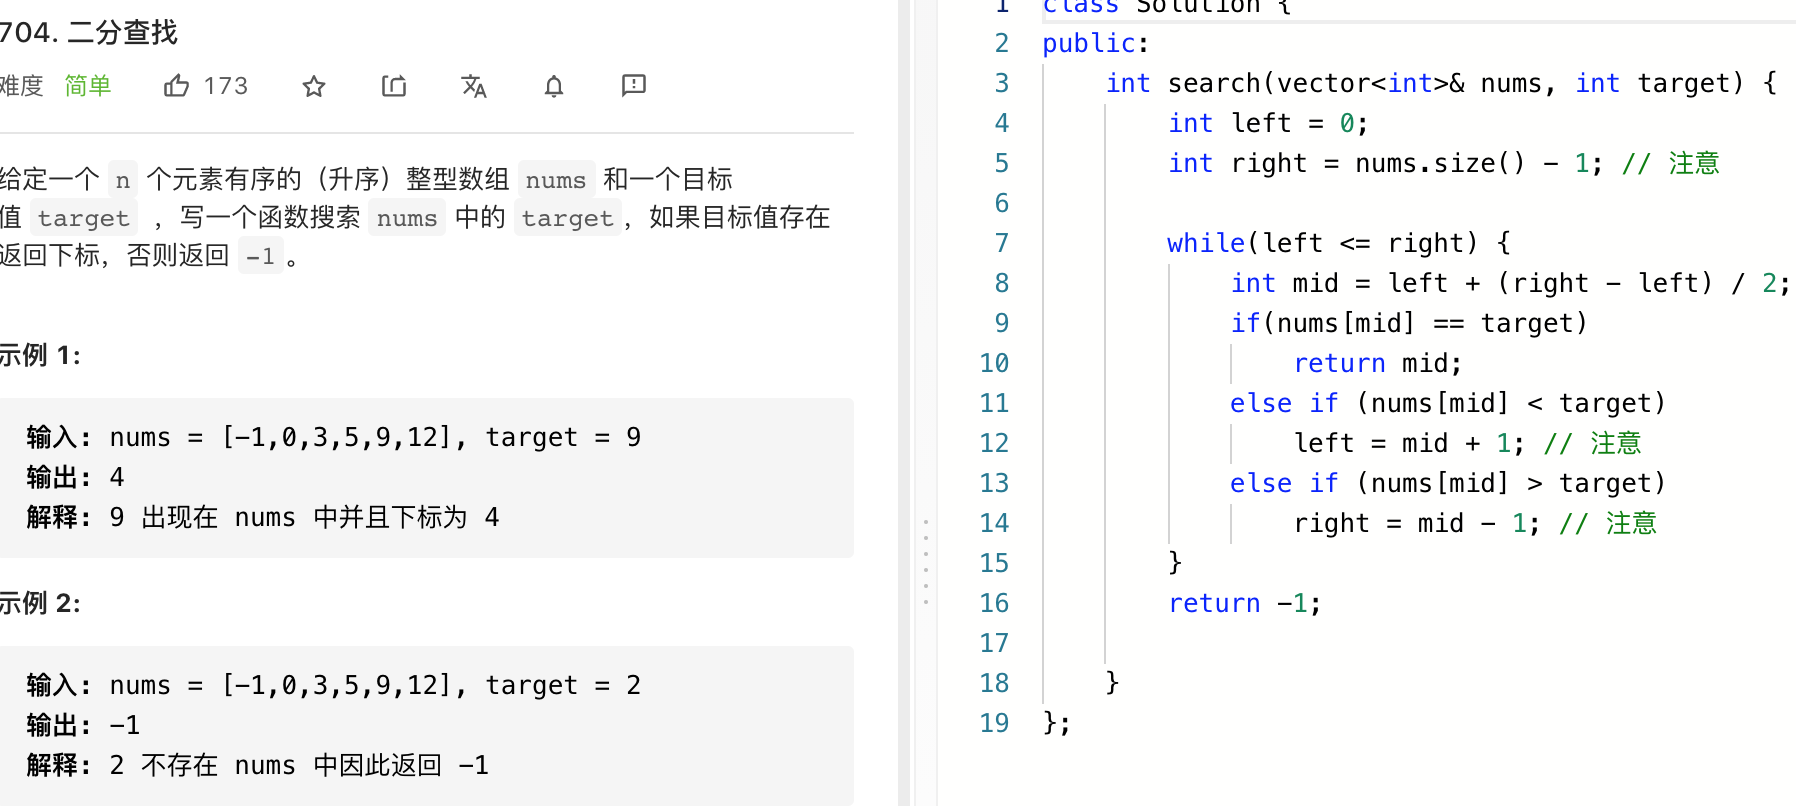 704. 二分查找
难度 简单 173
给定一个 n 个元素有序的（升序）整型数组 nums 和一个目标
值 target ，写一个函数搜索 nums 中的 target，如果目标值存在
返回下标，否则返回 -1。
示例 1:
输入: nums = [-1,0,3,5,9,12], target = 9
输出: 4
解释: 9 出现在 nums 中并且下标为 4
示例 2:
输入: nums = [-1,0,3,5,9,12], target = 2
输出: -1
解释: 2 不存在 nums 中因此返回 -1
1 class Solution {
2 public:
3     int search(vector<int>& nums, int target) {
4         int left = 0;
5         int right = nums.size() - 1; // 注意
6
7         while(left <= right) {
8             int mid = left + (right - left) / 2;
9             if(nums[mid] == target)
10                 return mid;
11             else if (nums[mid] < target)
12                 left = mid + 1; // 注意
13             else if (nums[mid] > target)
14                 right = mid - 1; // 注意
15         }
16         return -1;
17
18     }
19 };